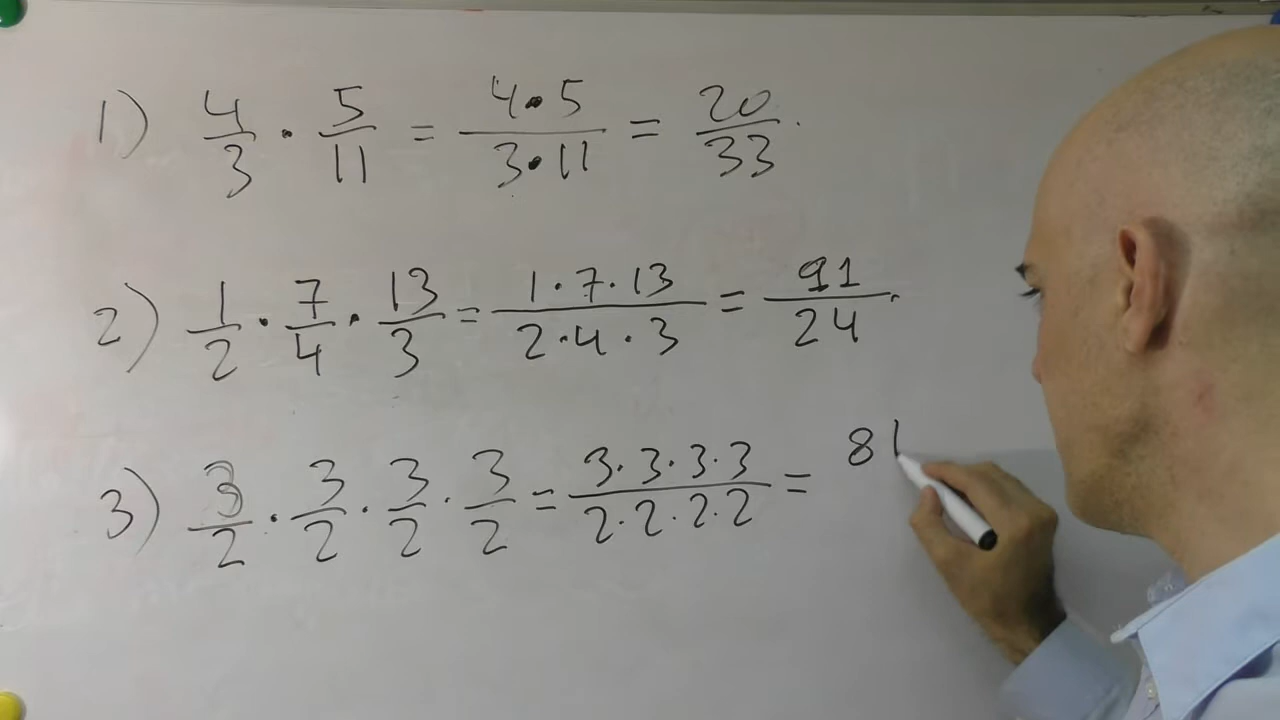 1) 4/3 · 5/11 = 4·5/3·11 = 20/33.
2) 1/2 · 7/4 · 13/3 = 1·7·13/2·4·3 = 91/24.
3) 3/2 · 3/2 · 3/2 · 3/2 = 3·3·3·3/2·2·2·2 = 81